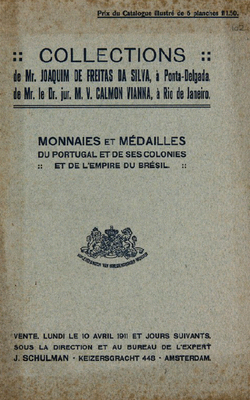 Prix du Catalogue illustré de 5 planches fl.1.50.
:: COLLECTIONS ::
de Mr. JOAQUIM DE FREITAS DA SILVA, à Ponta-Delgada.
de Mr. le Dr. jur. M. V. CALMON VIANNA, à Rio de Janeiro.
MONNAIES ET MÉDAILLES
DU PORTUGAL ET DE SES COLONIES
:: ET DE L'EMPIRE DU BRÉSIL. ::
VENTE, LUNDI LE 10 AVRIL 1911 ET JOURS SUIVANTS.
SOUS LA DIRECTION ET AU BUREAU DE L'EXPERT
J. SCHULMAN · KEIZERSGRACHT 448 · AMSTERDAM.